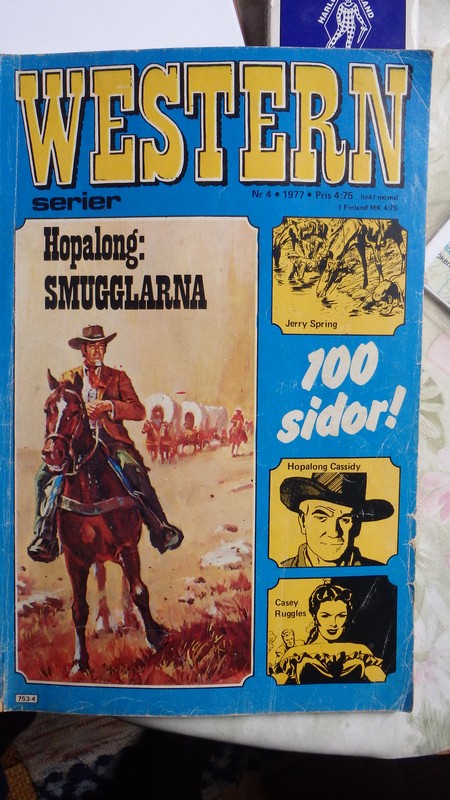 WESTERN
serier
Nr 4 • 1977 • Pris 4:75 (inkl moms)
I Finland MK 4:75
Hopalong:
SMUGGLARNA
Jerry Spring
100
sidor!
Hopalong Cassidy
Casey
Ruggles
753-4